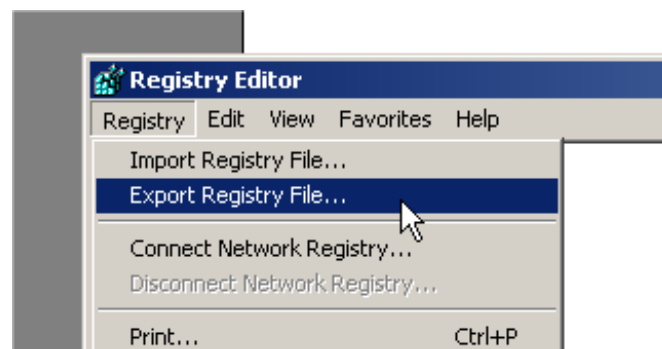 Registry Editor
Registry Edit View Favorites Help
Import Registry File...
Export Registry File...
Connect Network Registry...
Disconnect Network Registry...
Print... Ctrl+P